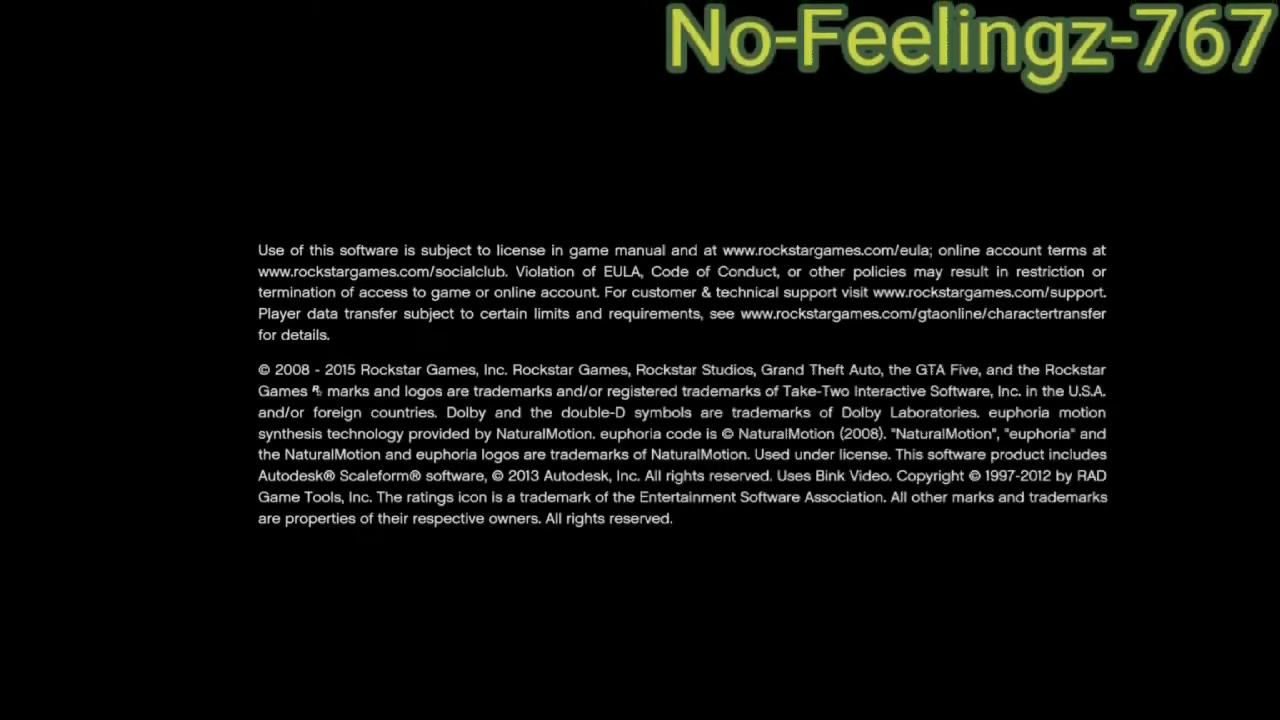 No-Feelingz-767
Use of this software is subject to license in game manual and at www.rockstargames.com/eula; online account terms at
www.rockstargames.com/socialclub. Violation of EULA, Code of Conduct, or other policies may result in restriction or
termination of access to game or online account. For customer & technical support visit www.rockstargames.com/support.
Player data transfer subject to certain limits and requirements, see www.rockstargames.com/gtaonline/charactertransfer
for details.
© 2008 - 2015 Rockstar Games, Inc. Rockstar Games, Rockstar Studios, Grand Theft Auto, the GTA Five, and the Rockstar
Games R* marks and logos are trademarks and/or registered trademarks of Take-Two Interactive Software, Inc. in the U.S.A.
and/or foreign countries. Dolby and the double-D symbols are trademarks of Dolby Laboratories. euphoria motion
synthesis technology provided by NaturalMotion. euphoria code is © NaturalMotion (2008). "NaturalMotion", "euphoria" and
the NaturalMotion and euphoria logos are trademarks of NaturalMotion. Used under license. This software product includes
Autodesk® Scaleform® software, © 2013 Autodesk, Inc. All rights reserved. Uses Bink Video. Copyright © 1997-2012 by RAD
Game Tools, Inc. The ratings icon is a trademark of the Entertainment Software Association. All other marks and trademarks
are properties of their respective owners. All rights reserved.